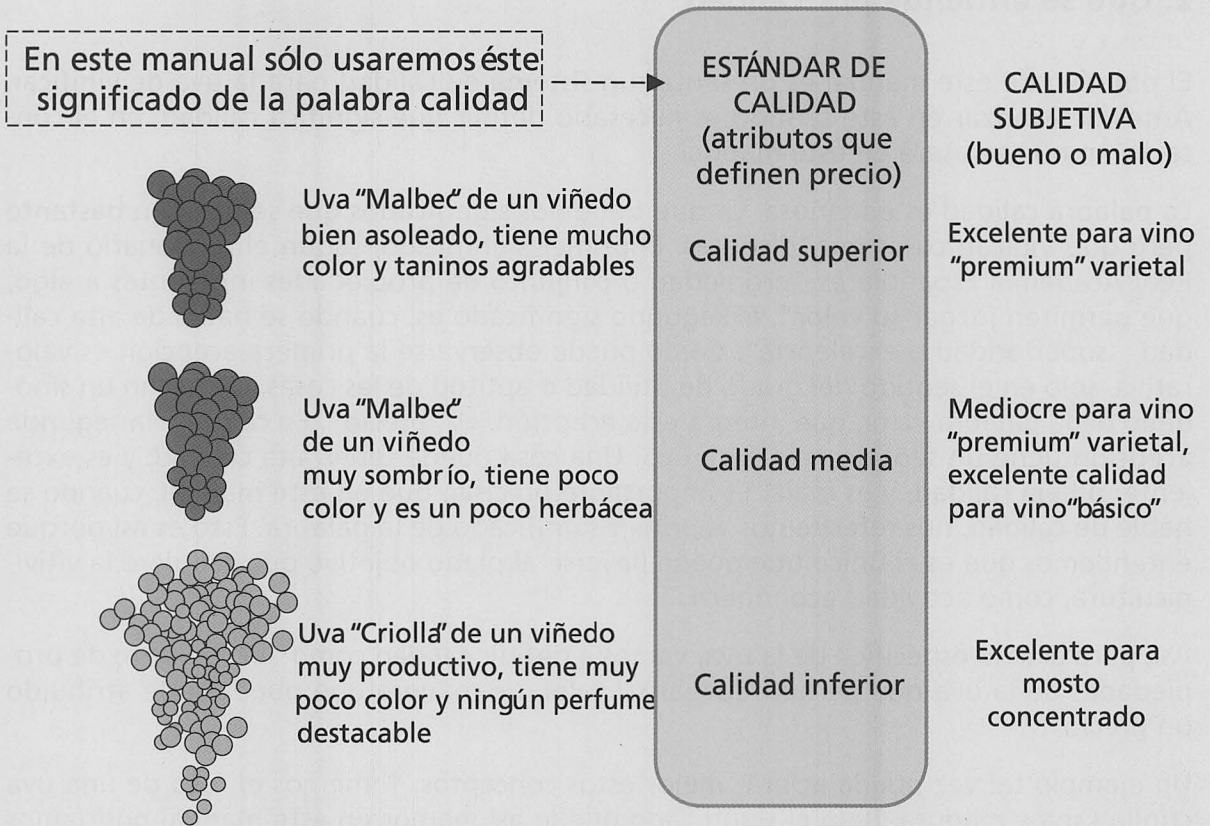 En este manual sólo usaremos éste
significado de la palabra calidad
ESTÁNDAR DE
CALIDAD
(atributos que
definen precio)
CALIDAD
SUBJETIVA
(bueno o malo)
Uva "Malbec" de un viñedo
bien asoleado, tiene mucho
color y taninos agradables
Calidad superior
Excelente para vino
"premium" varietal
Uva "Malbec"
de un viñedo
muy sombrío, tiene poco
color y es un poco herbácea
Calidad media
Mediocre para vino
"premium" varietal,
excelente calidad
para vino "básico"
Uva "Criolla" de un viñedo
muy productivo, tiene muy
poco color y ningún perfume
destacable
Calidad inferior
Excelente para
mosto
concentrado